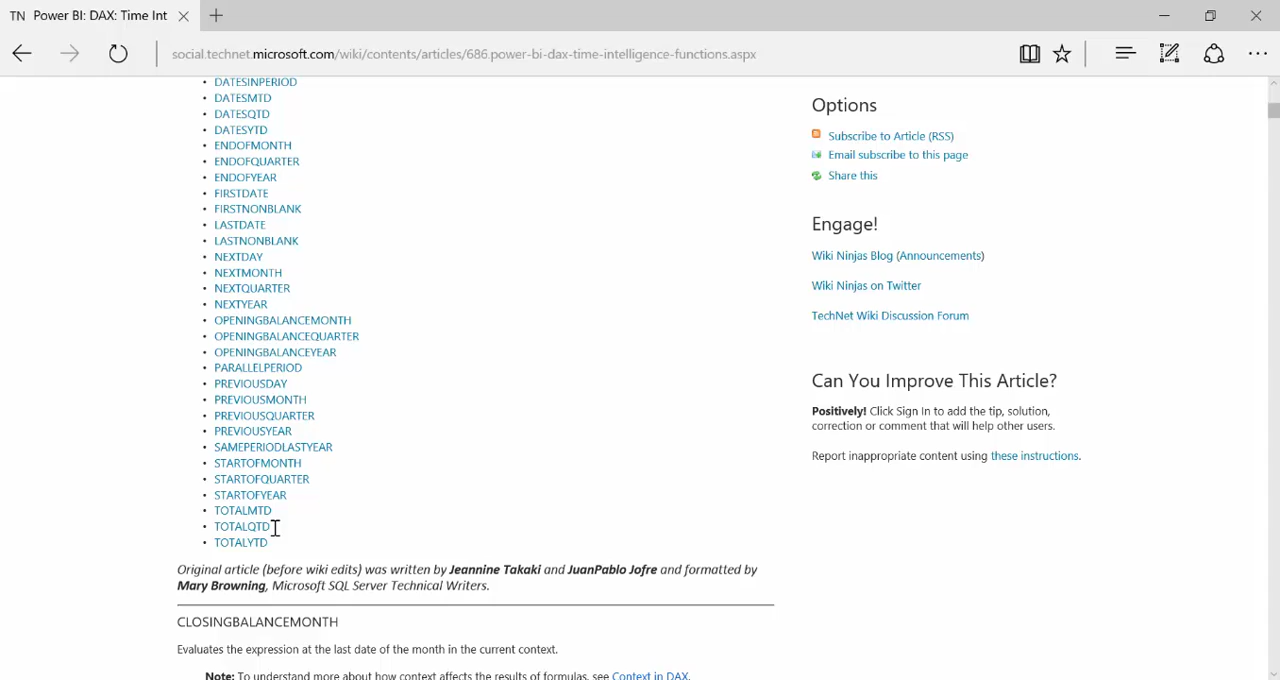 TN Power BI: DAX: Time Int
social.technet.microsoft.com/wiki/contents/articles/686.power-bi-dax-time-intelligence-functions.aspx
• DATESINPERIOD
• DATESMTD
• DATESQTD
• DATESYTD
• ENDOFMONTH
• ENDOFQUARTER
• ENDOFYEAR
• FIRSTDATE
• FIRSTNONBLANK
• LASTDATE
• LASTNONBLANK
• NEXTDAY
• NEXTMONTH
• NEXTQUARTER
• NEXTYEAR
• OPENINGBALANCEMONTH
• OPENINGBALANCEQUARTER
• OPENINGBALANCEYEAR
• PARALLELPERIOD
• PREVIOUSDAY
• PREVIOUSMONTH
• PREVIOUSQUARTER
• PREVIOUSYEAR
• SAMEPERIODLASTYEAR
• STARTOFMONTH
• STARTOFQUARTER
• STARTOFYEAR
• TOTALMTD
• TOTALQTD
• TOTALYTD
Original article (before wiki edits) was written by Jeannine Takaki and JuanPablo Jofre and formatted by
Mary Browning, Microsoft SQL Server Technical Writers.
CLOSINGBALANCEMONTH
Evaluates the expression at the last date of the month in the current context.
Note: To understand more about how context affects the results of formulas, see Context in DAX.
Options
Subscribe to Article (RSS)
Email subscribe to this page
Share this
Engage!
Wiki Ninjas Blog (Announcements)
Wiki Ninjas on Twitter
TechNet Wiki Discussion Forum
Can You Improve This Article?
Positively! Click Sign In to add the tip, solution,
correction or comment that will help other users.
Report inappropriate content using these instructions.